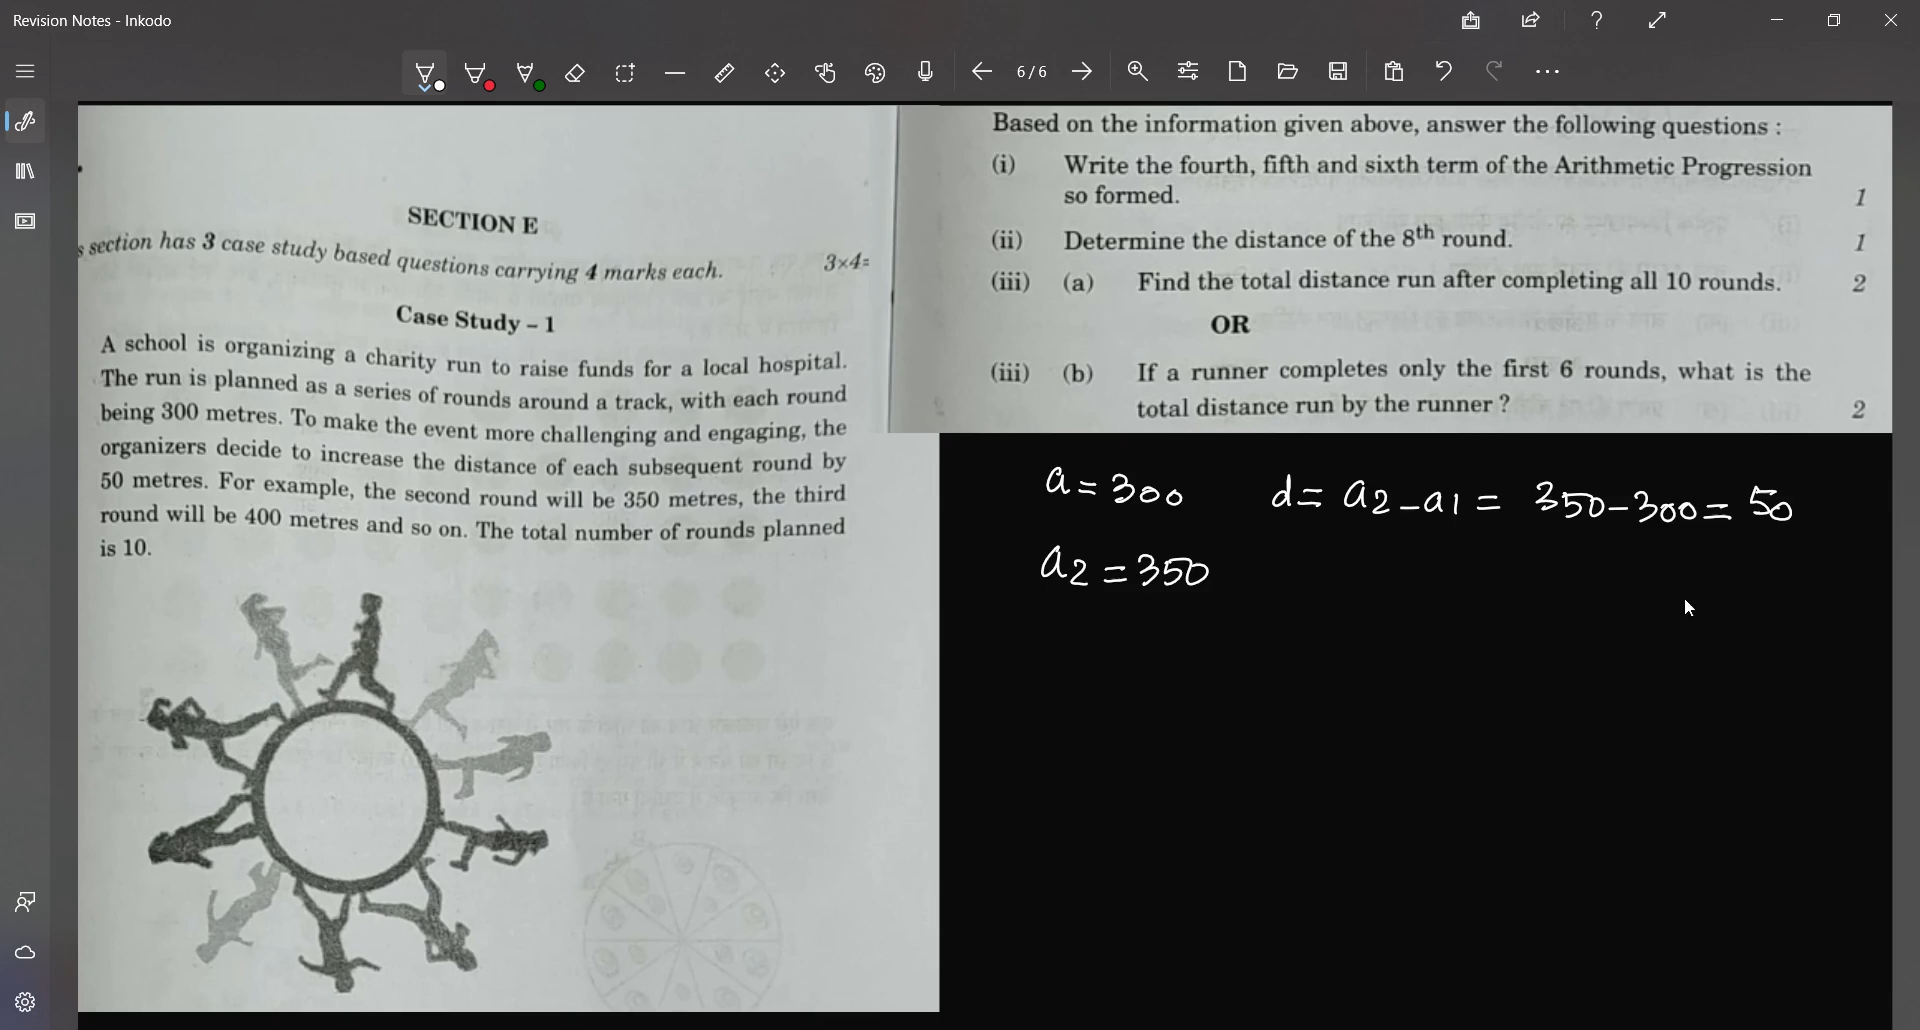 Revision Notes - Inkodo
6/6
SECTION E
s section has 3 case study based questions carrying 4 marks each. 3×4=
Case Study – 1
A school is organizing a charity run to raise funds for a local hospital.
The run is planned as a series of rounds around a track, with each round
being 300 metres. To make the event more challenging and engaging, the
organizers decide to increase the distance of each subsequent round by
50 metres. For example, the second round will be 350 metres, the third
round will be 400 metres and so on. The total number of rounds planned
is 10.
Based on the information given above, answer the following questions :
(i) Write the fourth, fifth and sixth term of the Arithmetic Progression
so formed. 1
(ii) Determine the distance of the 8th round. 1
(iii) (a) Find the total distance run after completing all 10 rounds. 2
OR
(iii) (b) If a runner completes only the first 6 rounds, what is the
total distance run by the runner ? 2
a = 300 d = a2 - a1 = 350 - 300 = 50
a2 = 350